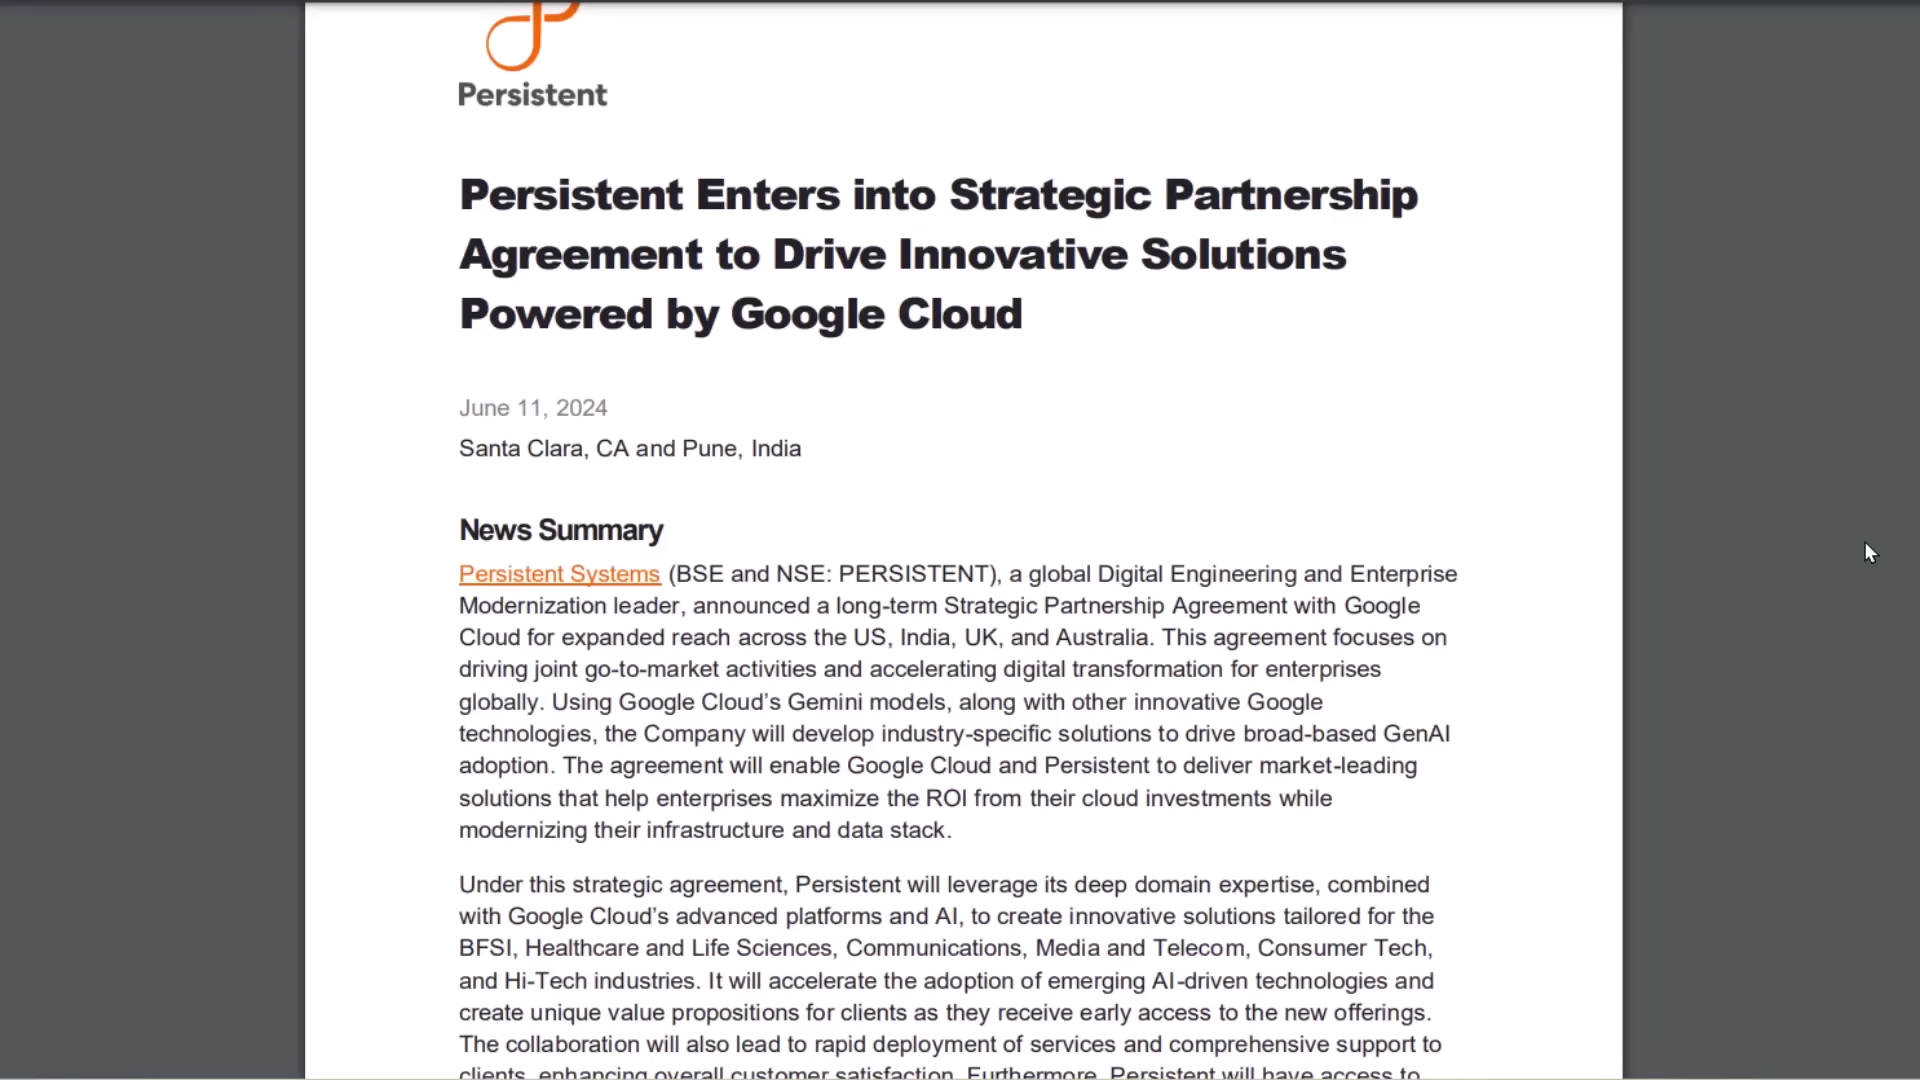 Persistent
Persistent Enters into Strategic Partnership
Agreement to Drive Innovative Solutions
Powered by Google Cloud
June 11, 2024
Santa Clara, CA and Pune, India
News Summary
Persistent Systems (BSE and NSE: PERSISTENT), a global Digital Engineering and Enterprise
Modernization leader, announced a long-term Strategic Partnership Agreement with Google
Cloud for expanded reach across the US, India, UK, and Australia. This agreement focuses on
driving joint go-to-market activities and accelerating digital transformation for enterprises
globally. Using Google Cloud’s Gemini models, along with other innovative Google
technologies, the Company will develop industry-specific solutions to drive broad-based GenAI
adoption. The agreement will enable Google Cloud and Persistent to deliver market-leading
solutions that help enterprises maximize the ROI from their cloud investments while
modernizing their infrastructure and data stack.
Under this strategic agreement, Persistent will leverage its deep domain expertise, combined
with Google Cloud’s advanced platforms and AI, to create innovative solutions tailored for the
BFSI, Healthcare and Life Sciences, Communications, Media and Telecom, Consumer Tech,
and Hi-Tech industries. It will accelerate the adoption of emerging AI-driven technologies and
create unique value propositions for clients as they receive early access to the new offerings.
The collaboration will also lead to rapid deployment of services and comprehensive support to
clients, enhancing overall customer satisfaction. Furthermore, Persistent will have access to